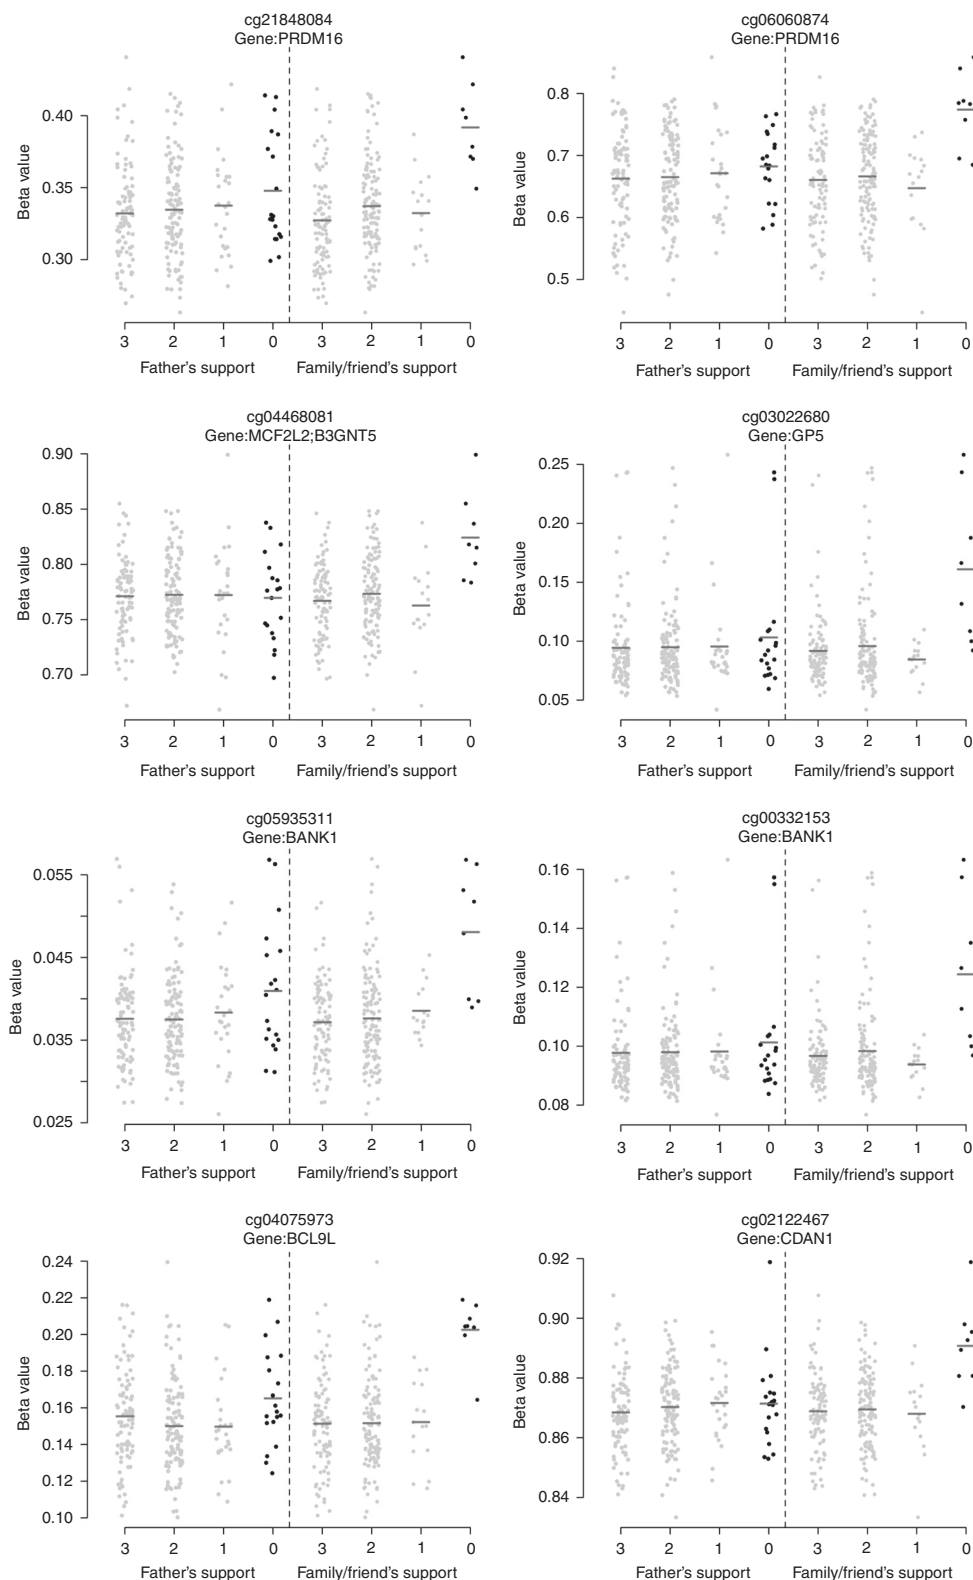 cg21848084
Gene:PRDM16
Beta value
0.40
0.35
0.30
3 2 1 0 3 2 1 0
Father's support Family/friend's support
cg06060874
Gene:PRDM16
Beta value
0.8
0.7
0.6
0.5
3 2 1 0 3 2 1 0
Father's support Family/friend's support
cg04468081
Gene:MCF2L2;B3GNT5
Beta value
0.90
0.85
0.80
0.75
0.70
3 2 1 0 3 2 1 0
Father's support Family/friend's support
cg03022680
Gene:GP5
Beta value
0.25
0.20
0.15
0.10
0.05
3 2 1 0 3 2 1 0
Father's support Family/friend's support
cg05935311
Gene:BANK1
Beta value
0.055
0.045
0.035
0.025
3 2 1 0 3 2 1 0
Father's support Family/friend's support
cg00332153
Gene:BANK1
Beta value
0.16
0.14
0.12
0.10
0.08
3 2 1 0 3 2 1 0
Father's support Family/friend's support
cg04075973
Gene:BCL9L
Beta value
0.24
0.22
0.20
0.18
0.16
0.14
0.12
0.10
3 2 1 0 3 2 1 0
Father's support Family/friend's support
cg02122467
Gene:CDAN1
Beta value
0.92
0.90
0.88
0.86
0.84
3 2 1 0 3 2 1 0
Father's support Family/friend's support